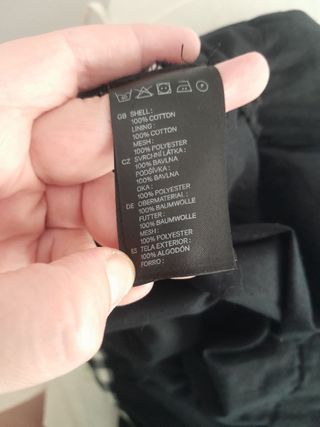 GB SHELL:
100% COTTON
LINING:
100% COTTON
MESH:
100% POLYESTER
CZ SVRCHNÍ LÁTKA:
100% BAVLNA
PODŠÍVKA:
100% BAVLNA
OKA:
100% POLYESTER
DE OBERMATERIAL:
100% BAUMWOLLE
FUTTER:
100% BAUMWOLLE
MESH:
100% POLYESTER
ES TELA EXTERIOR:
100% ALGODÓN
FORRO: